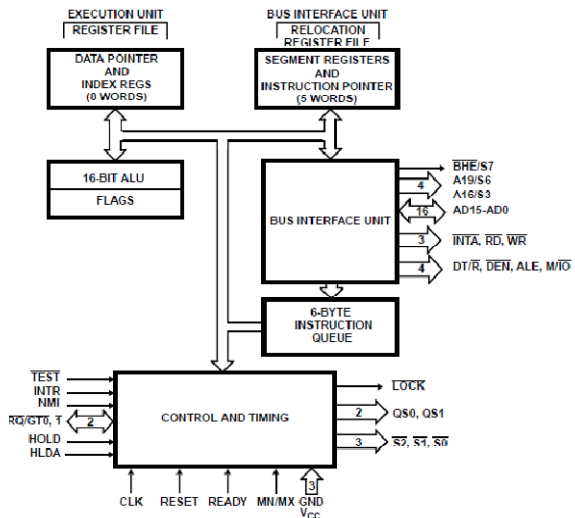 EXECUTION UNIT
REGISTER FILE
DATA POINTER
AND
INDEX REGS
(8 WORDS)
BUS INTERFACE UNIT
RELOCATION
REGISTER FILE
SEGMENT REGISTERS
AND
INSTRUCTION POINTER
(5 WORDS)
16-BIT ALU
FLAGS
BUS INTERFACE UNIT
BHE/S7
4
A19/S6
A16/S3
16
AD15-AD0
3
INTA, RD, WR
4
DT/R, DEN, ALE, M/IO
6-BYTE
INSTRUCTION
QUEUE
TEST
INTR
NMI
RQ/GT0, 1
2
HOLD
HLDA
CONTROL AND TIMING
LOCK
2
QS0, QS1
3
S2, S1, S0
CLK
RESET
READY
MN/MX
3
GND
VCC